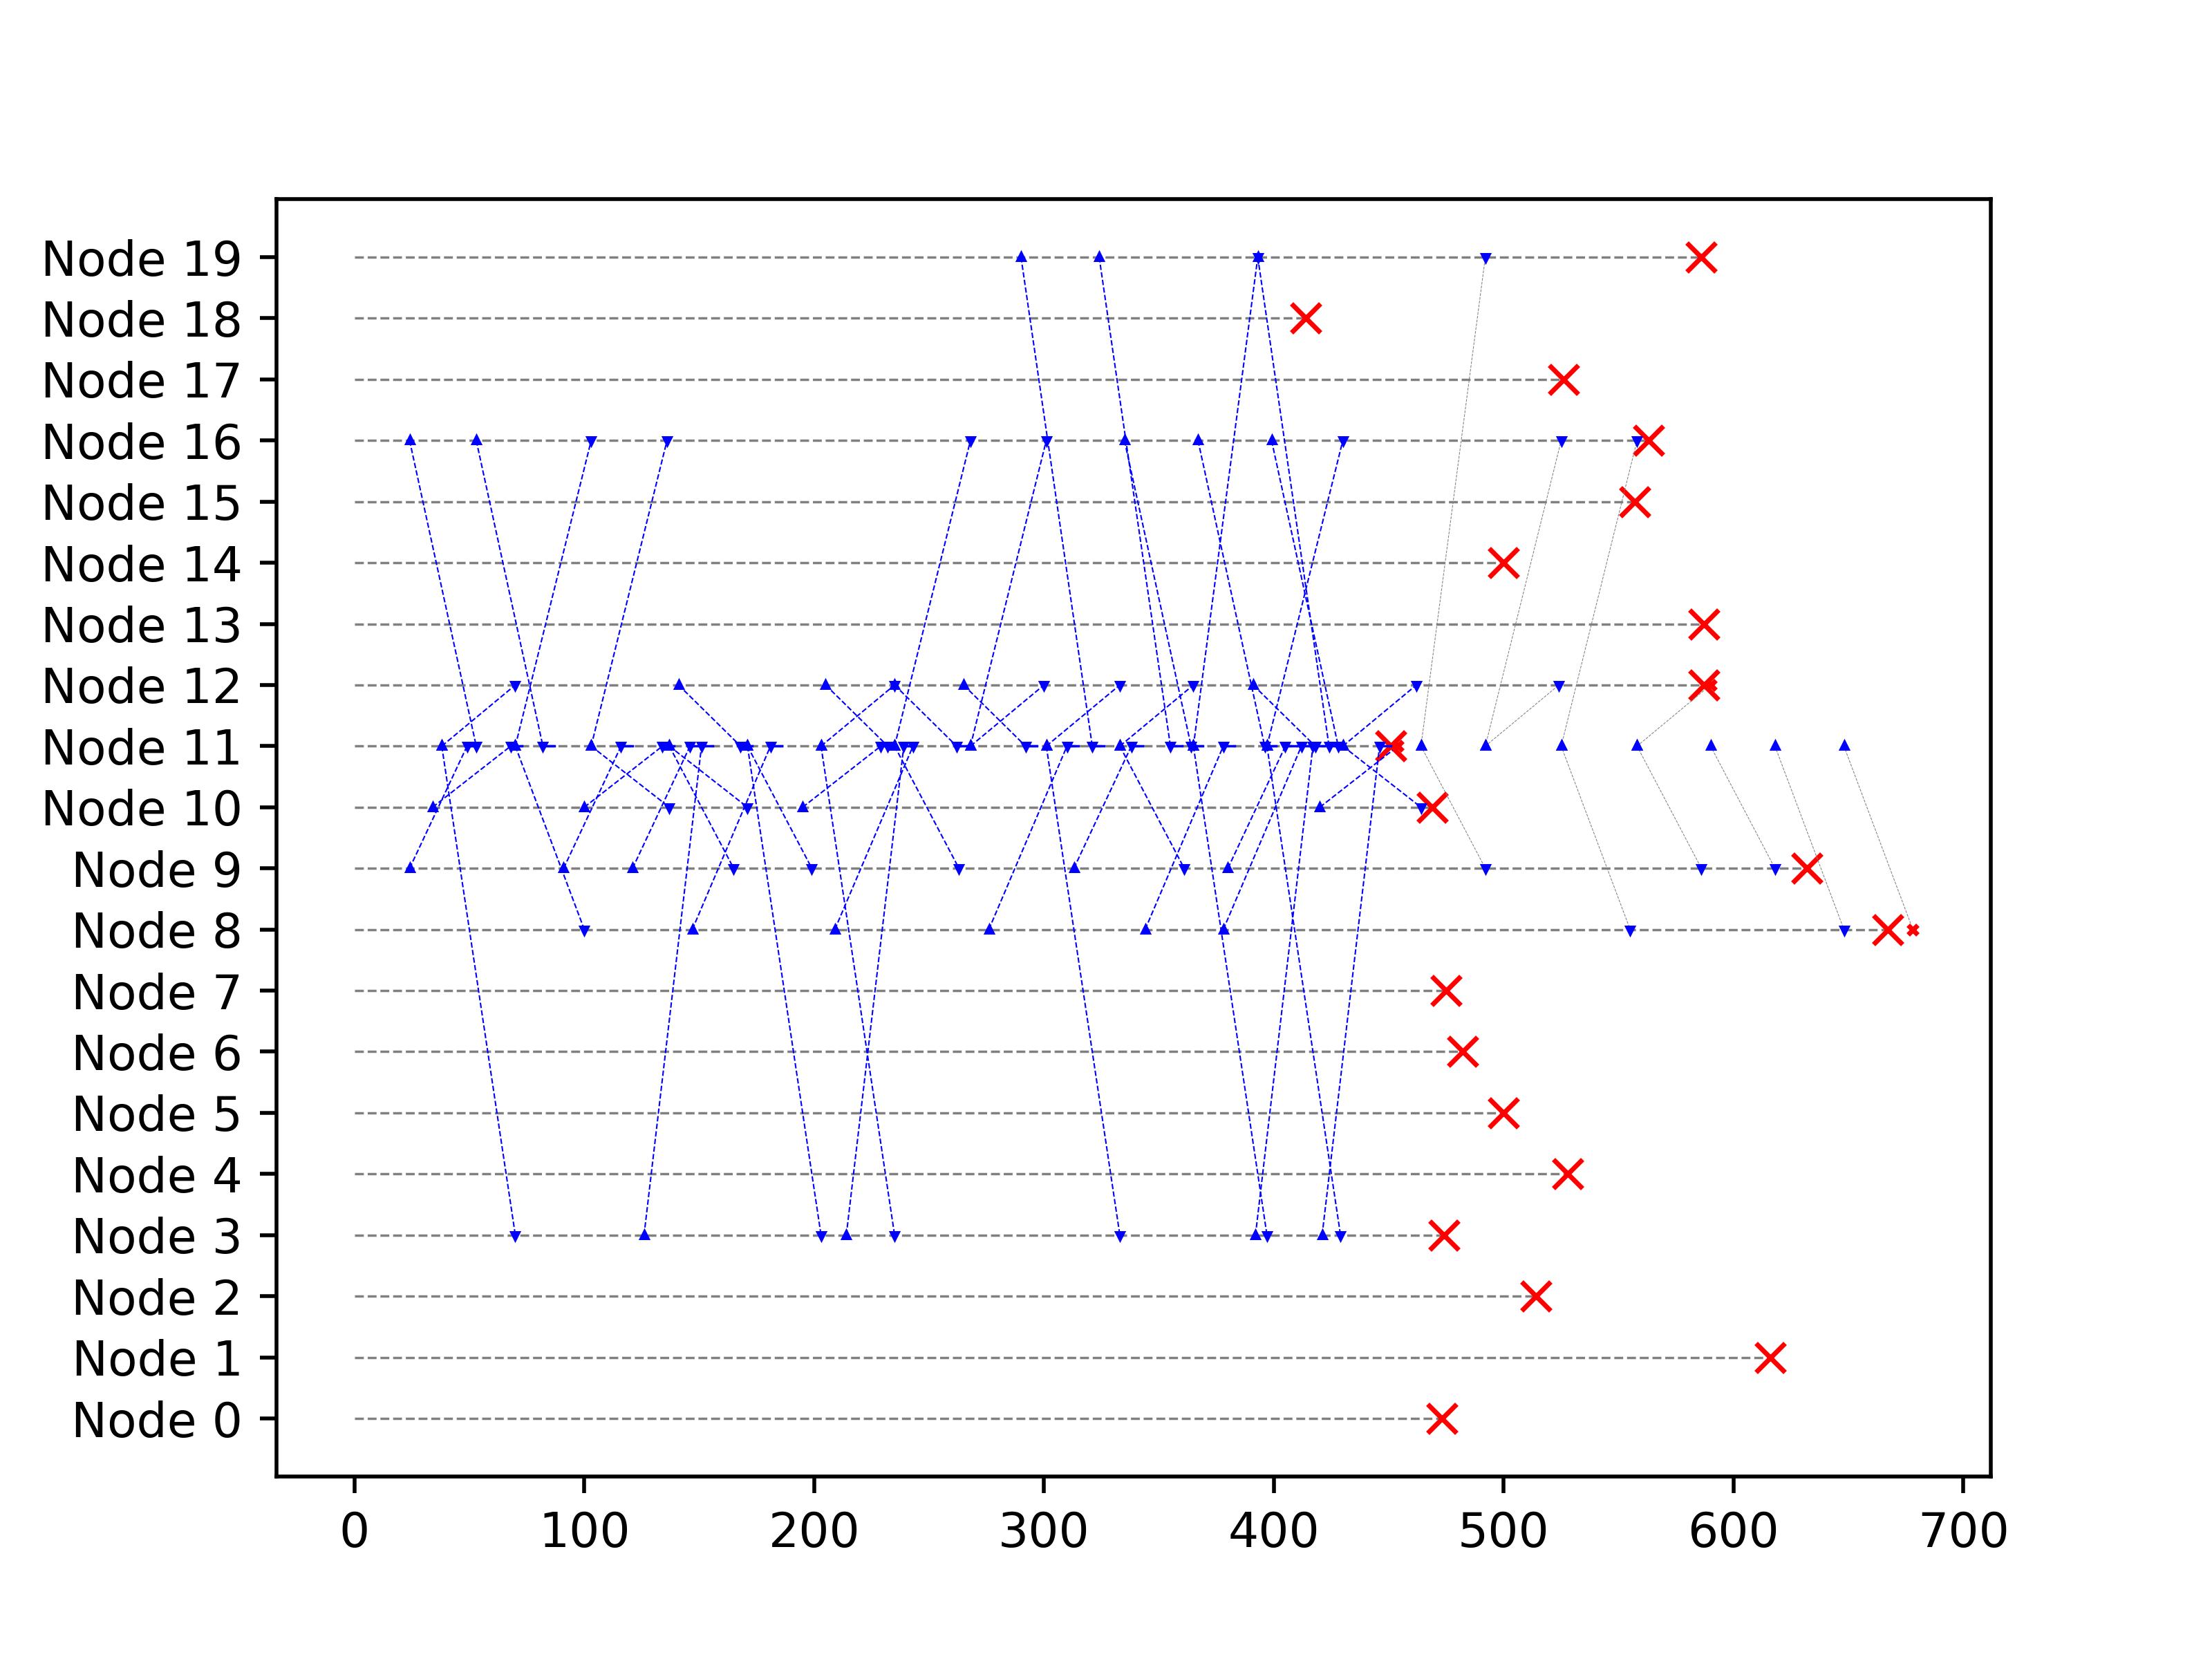 Node 19
Node 18
Node 17
Node 16
Node 15
Node 14
Node 13
Node 12
Node 11
Node 10
Node 9
Node 8
Node 7
Node 6
Node 5
Node 4
Node 3
Node 2
Node 1
Node 0
0 100 200 300 400 500 600 700